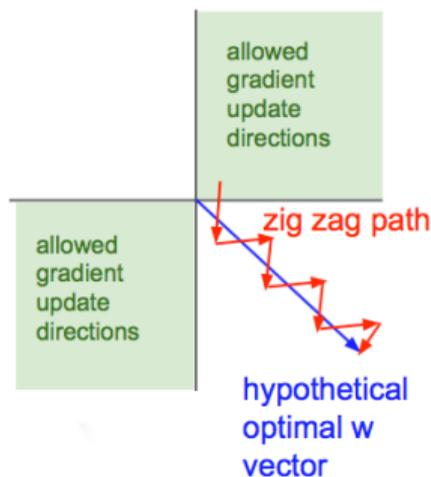 allowed
gradient
update
directions
zig zag path
allowed
gradient
update
directions
hypothetical
optimal w
vector